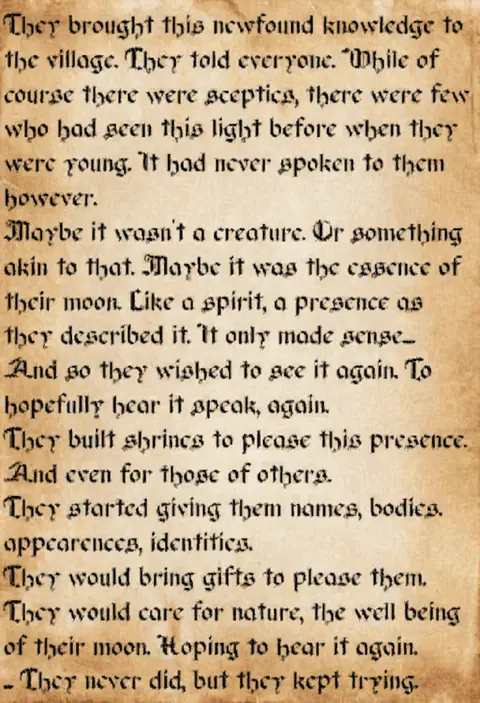 They brought this newfound knowledge to
the village. They told everyone. While of
course there were sceptics, there were few
who had seen this light before when they
were young. It had never spoken to them
however.
Maybe it wasn't a creature. Or something
akin to that. Maybe it was the essence of
their moon. Like a spirit, a presence as
they described it. It only made sense...
And so they wished to see it again. To
hopefully hear it speak, again.
They built shrines to please this presence.
And even for those of others.
They started giving them names, bodies.
appearences, identities.
They would bring gifts to please them.
They would care for nature, the well being
of their moon. Hoping to hear it again.
.. They never did, but they kept trying.